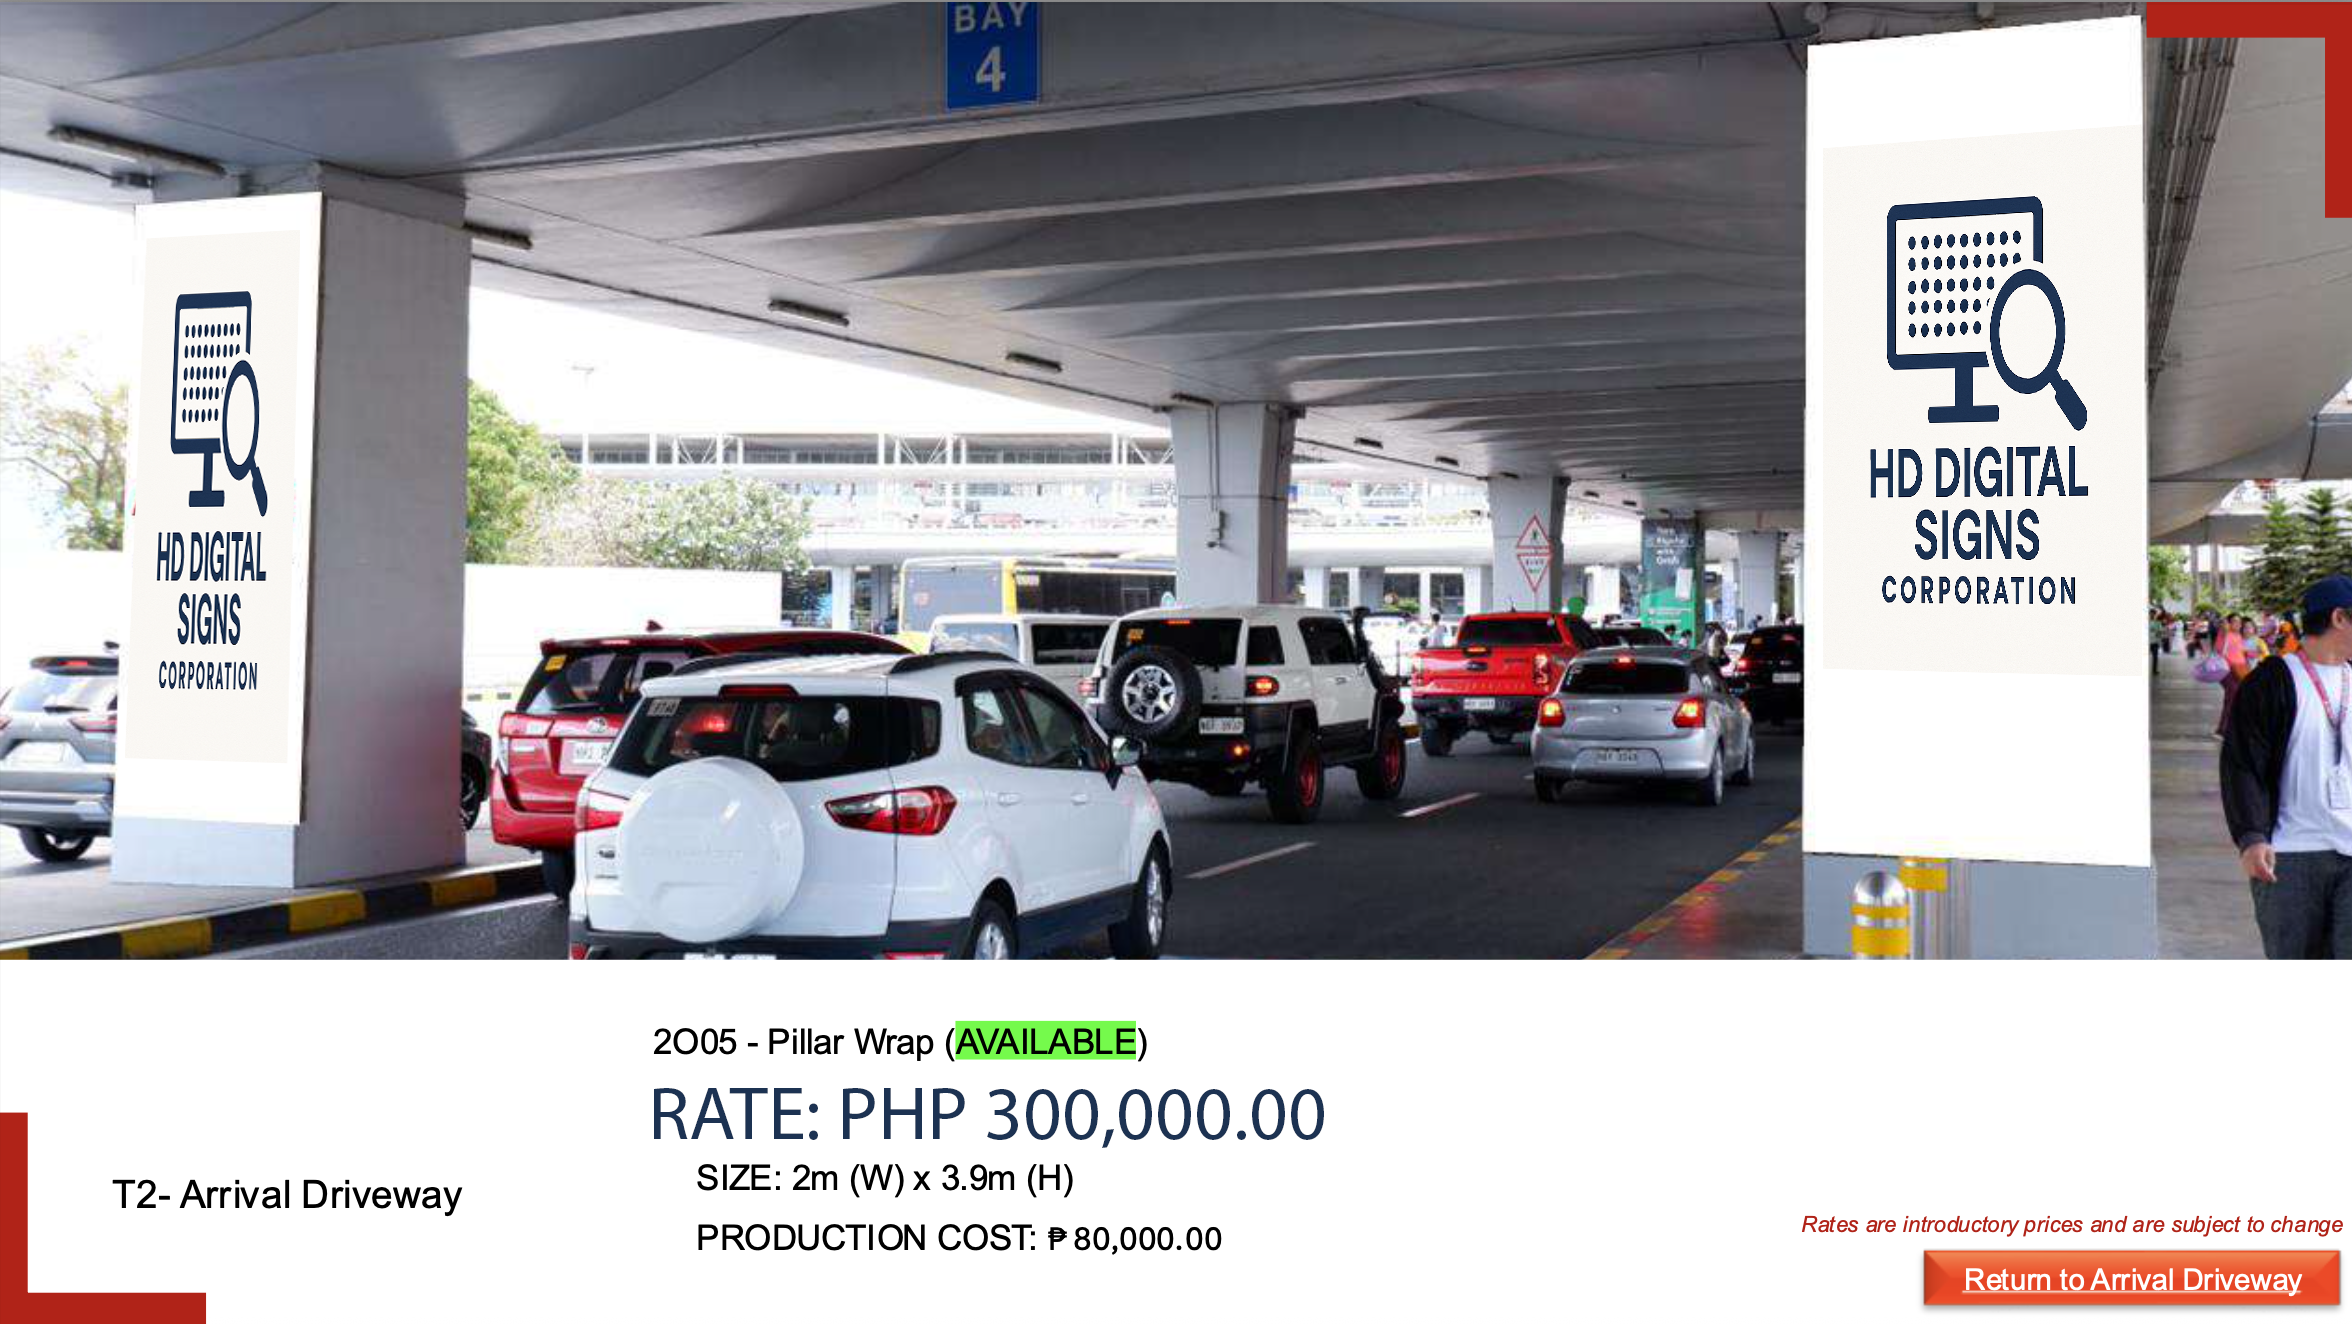 BAY
4
HD DIGITAL
SIGNS
CORPORATION
HD DIGITAL
SIGNS
CORPORATION
2O05 - Pillar Wrap (AVAILABLE)
RATE: PHP 300,000.00
SIZE: 2m (W) x 3.9m (H)
T2- Arrival Driveway
PRODUCTION COST: ₱ 80,000.00
Rates are introductory prices and are subject to change
Return to Arrival Driveway